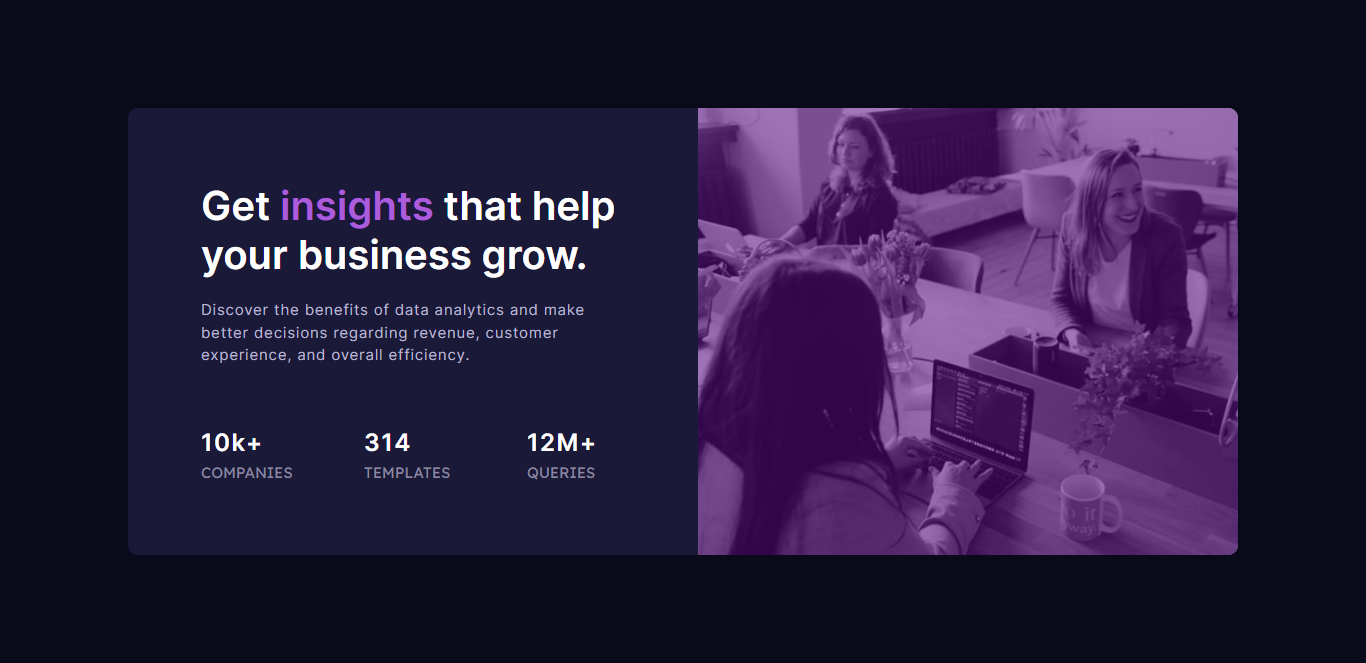 Get insights that help
your business grow.
Discover the benefits of data analytics and make
better decisions regarding revenue, customer
experience, and overall efficiency.
10k+ 314 12M+
COMPANIES TEMPLATES QUERIES